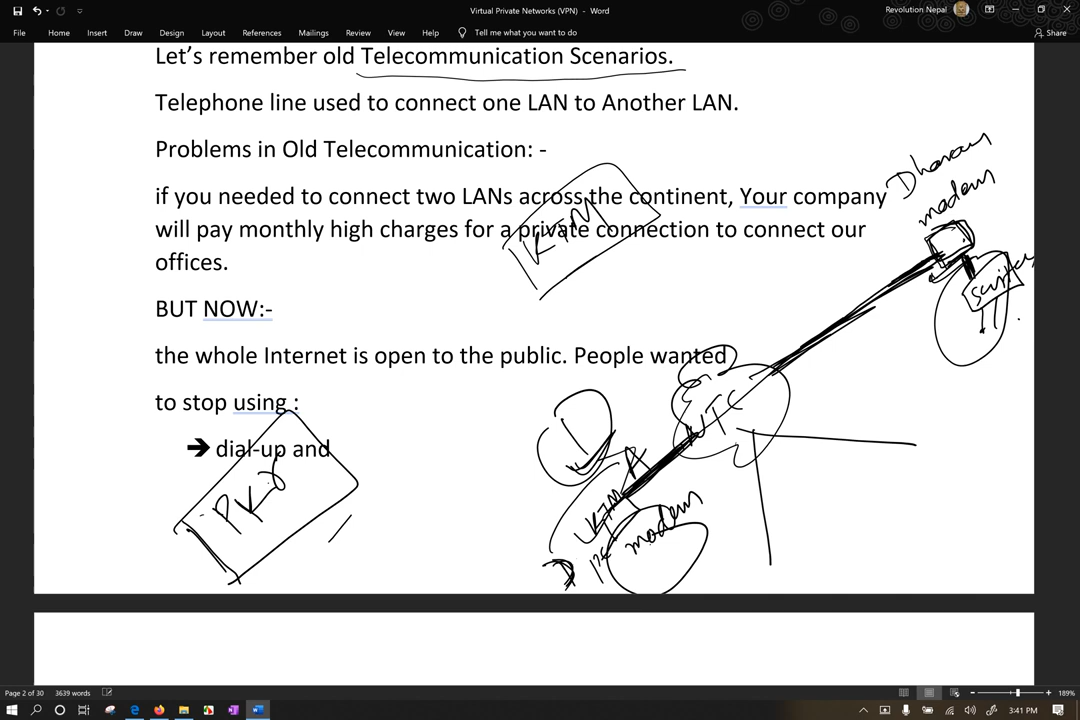 Virtual Private Networks (VPN) - Word
Revolution Nepal
File Home Insert Draw Design Layout References Mailings Review View Help Tell me what you want to do
Share
Let's remember old Telecommunication Scenarios.
Telephone line used to connect one LAN to Another LAN.
Problems in Old Telecommunication: -
if you needed to connect two LANs across the continent, Your company
will pay monthly high charges for a private connection to connect our
offices.
BUT NOW:-
the whole Internet is open to the public. People wanted
to stop using :
➔ dial-up and
Dharan
modem
KTM
NTC
PKR
KTM
modem
Page 2 of 30 3639 words
189%
3:41 PM